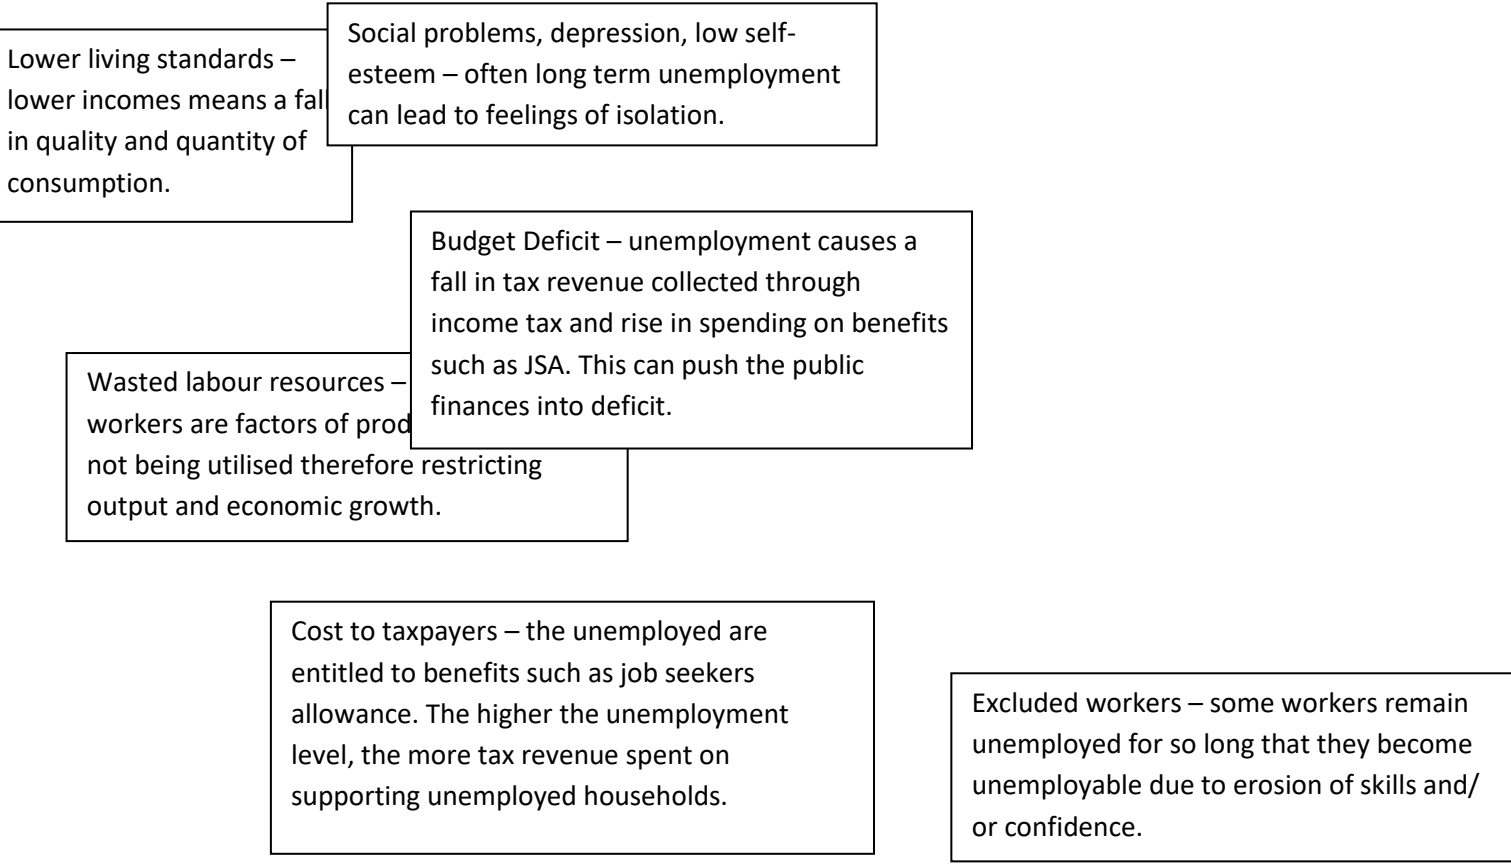 Lower living standards –
lower incomes means a fall
in quality and quantity of
consumption.
Social problems, depression, low self-
esteem – often long term unemployment
can lead to feelings of isolation.
Budget Deficit – unemployment causes a
fall in tax revenue collected through
income tax and rise in spending on benefits
such as JSA. This can push the public
finances into deficit.
Wasted labour resources –
workers are factors of prod
not being utilised therefore restricting
output and economic growth.
Cost to taxpayers – the unemployed are
entitled to benefits such as job seekers
allowance. The higher the unemployment
level, the more tax revenue spent on
supporting unemployed households.
Excluded workers – some workers remain
unemployed for so long that they become
unemployable due to erosion of skills and/
or confidence.